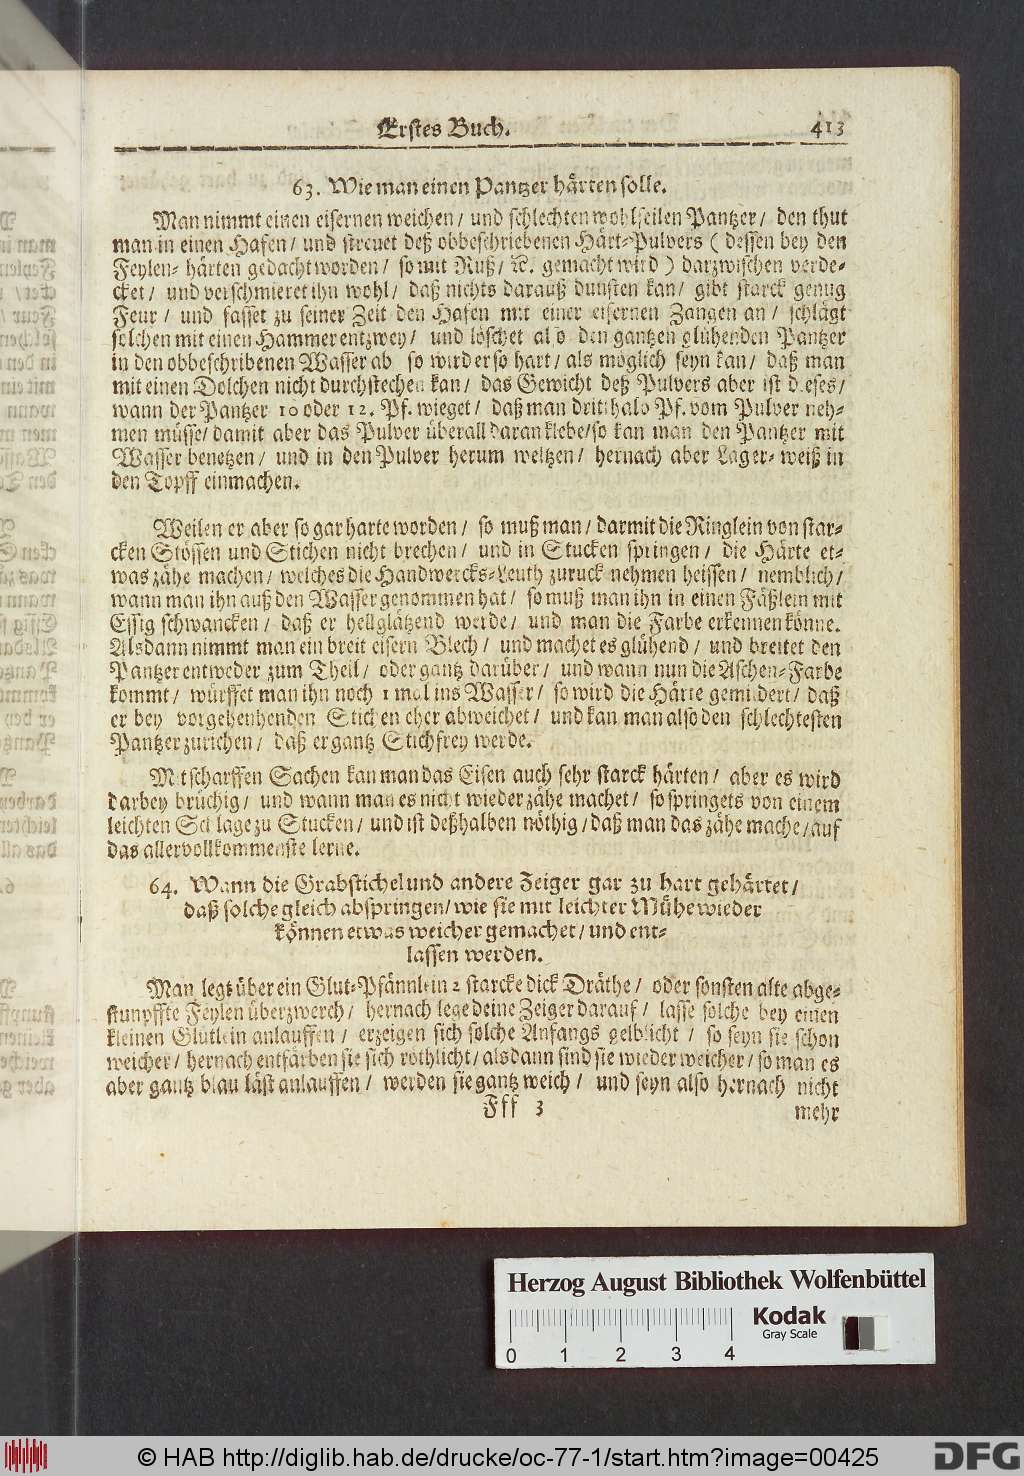 Erstes Buch. 413
63. Wie man einen Pantzer härten solle.
Man nimmt einen eisernen weichen / und schlechten wohlfeilen Pantzer / den thut
man in einen Hafen / und streuet deß obbeschriebenen Härt-Pulvers ( dessen bey den
Feylen- härten gedacht worden / so mit Ruß / ꝛc. gemacht wird ) darzwischen verde-
cket / und verschmieret ihn wohl / daß nichts darauß dunsten kan / gibt starck genug
Feur / und fasset zu seiner Zeit den Hafen mit einer eisernen Zangen an / schlägt
solchen mit einen Hammer entzwey / und löschet also den gantzen glühenden Pantzer
in den obbeschribenen Wasser ab so wird er so hart / als möglich seyn kan / daß man
mit einen Dolchen nicht durchstechen kan / das Gewicht deß Pulvers aber ist dieses /
wann der Pantzer 10 oder 12. Pf. wieget / daß man dritthalb Pf. vom Pulver neh-
men müsse / damit aber das Pulver überall daran klebe / so kan man den Pantzer mit
Wasser benetzen / und in den Pulver herum weltzen / hernach aber Lager-weiß in
den Topff einmachen.
Weilen er aber so gar harte worden / so muß man / darmit die Ringlein von star-
cken Stössen und Stichen nicht brechen / und in Stucken springen / die Härte et-
was zähe machen / welches die Handwercks-Leuth zuruck nehmen heissen / nemblich /
wann man ihn auß den Wasser genommen hat / so muß man ihn in einen Fäßlein mit
Essig schwancken / daß er hellglätzend werde / und man die Farbe erkennen könne.
Alsdann nimmt man ein breit eisern Blech / und machet es glühend / und breitet den
Pantzer entweder zum Theil / oder gantz darüber / und wann nun die Aschen-Farbe
kommt / würffet man ihn noch 1 mal ins Wasser / so wird die Härte gemindert / daß
er bey vorgehenhenden Stichen eher abweichet / und kan man also den schlechtesten
Pantzer zurichen / daß er gantz Stichfrey werde.
Mit scharffen Sachen kan man das Eisen auch sehr starck härten / aber es wird
darbey brüchig / und wann man es nicht wieder zähe machet / so springets von einem
leichten Schlage zu Stucken / und ist deßhalben nöthig / daß man das zähe mache / auf
das allervollkommenste lerne.
64. Wann die Grabstichel und andere Zeiger gar zu hart gehärtet /
daß solche gleich abspringen / wie sie mit leichter Mühe wieder
können etwas weicher gemachet / und ent-
lassen werden.
Man legt über ein Glut-Pfännlein 2 starcke dick Dräthe / oder sonsten alte abge-
stumpffte Feylen überzwerch / hernach lege deine Zeiger darauf / lasse solche bey einen
kleinen Glütlein anlauffen / erzeigen sich solche Anfangs gelblicht / so seyn sie schon
weicher / hernach entfärben sie sich röthlicht / alsdann sind sie wieder weicher / so man es
aber gantz blau läst anlauffen / werden sie gantz weich / und seyn also hernach nicht
Fff 3 mehr
Herzog August Bibliothek Wolfenbüttel
Kodak
Gray Scale
0 1 2 3 4
© HAB http://diglib.hab.de/drucke/oc-77-1/start.htm?image=00425
DFG